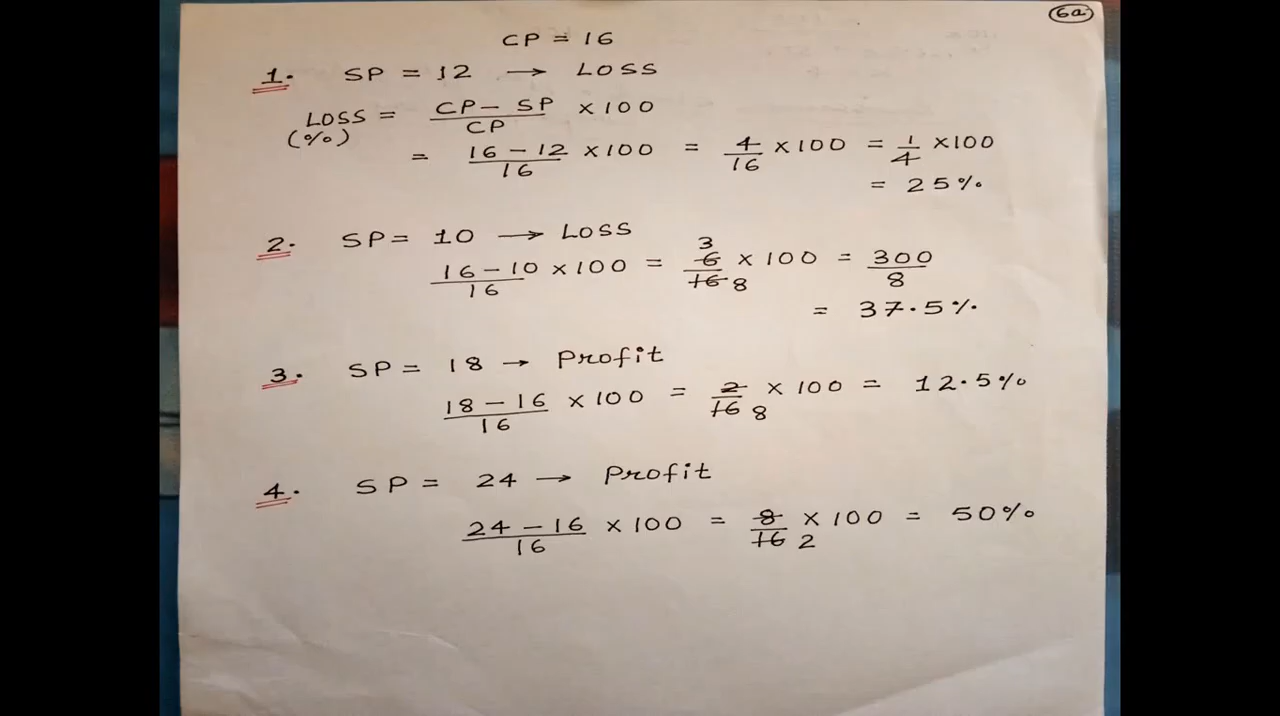 6a
CP = 16
1. SP = 12 → LOSS
LOSS (%) = CP - SP / CP × 100
= 16 - 12 / 16 × 100 = 4 / 16 × 100 = 1 / 4 × 100
= 25%
2. SP = 10 → LOSS
16 - 10 / 16 × 100 = 6 3 / 16 8 × 100 = 300 / 8
= 37.5%
3. SP = 18 → Profit
18 - 16 / 16 × 100 = 2 / 16 8 × 100 = 12.5%
4. SP = 24 → Profit
24 - 16 / 16 × 100 = 8 / 16 2 × 100 = 50%